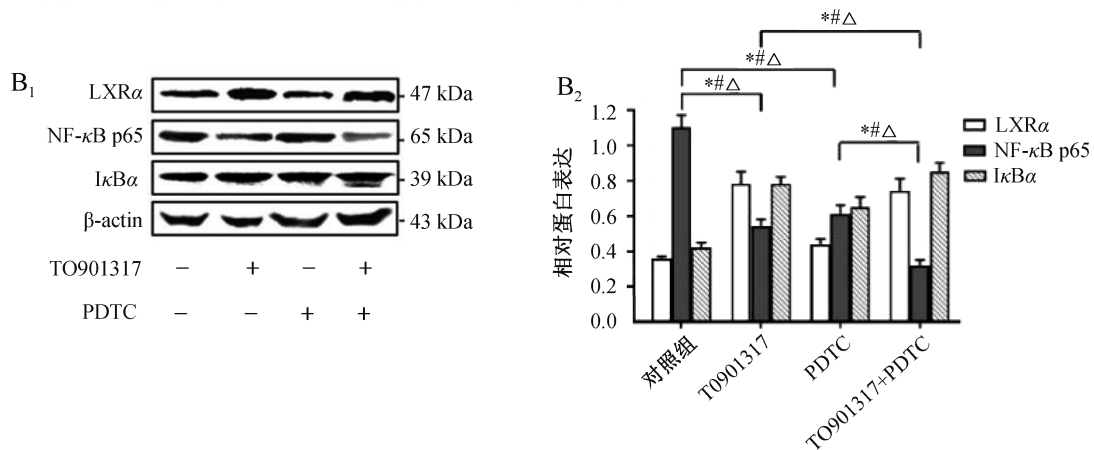 B1
LXRα
47 kDa
NF-κB p65
65 kDa
IκBα
39 kDa
β-actin
43 kDa
TO901317 − + − +
PDTC − − + +
B2
*#△
*#△
*#△
*#△
相对蛋白表达
1.2
1.0
0.8
0.6
0.4
0.2
0.0
LXRα
NF-κB p65
IκBα
对照组
T0901317
PDTC
TO901317+PDTC